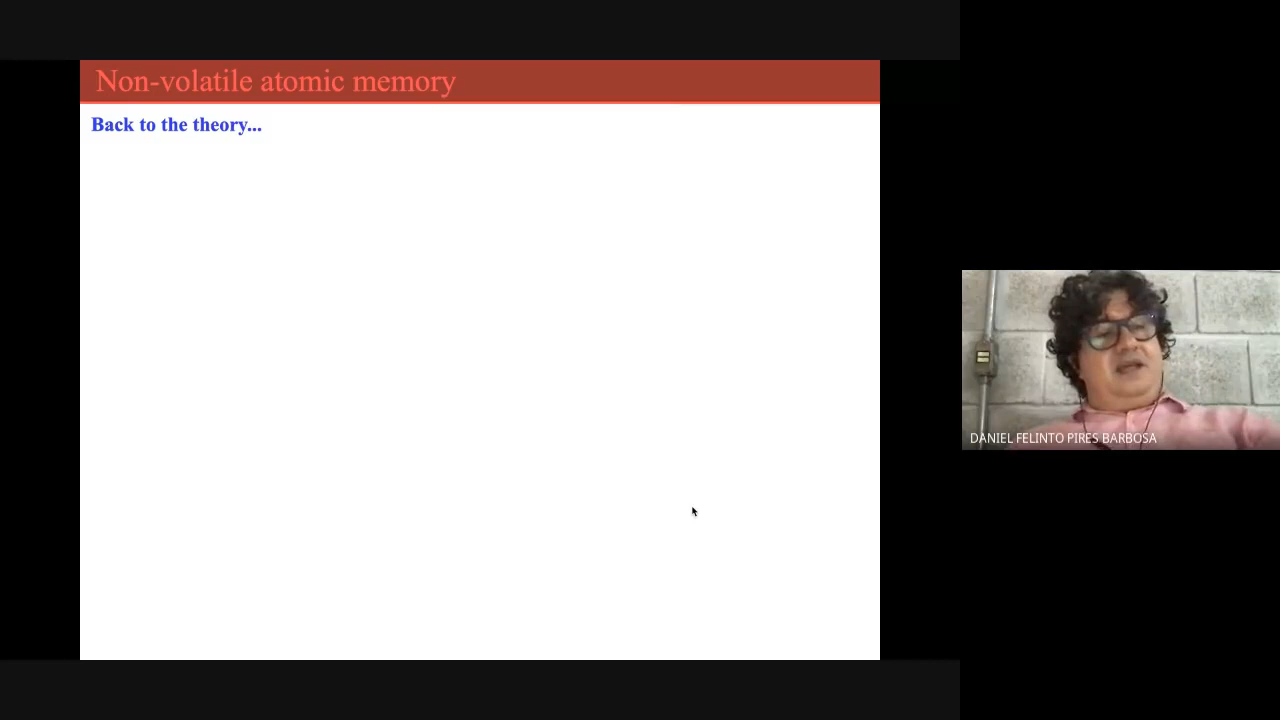 Non-volatile atomic memory
Back to the theory...
DANIEL FELINTO PIRES BARBOSA